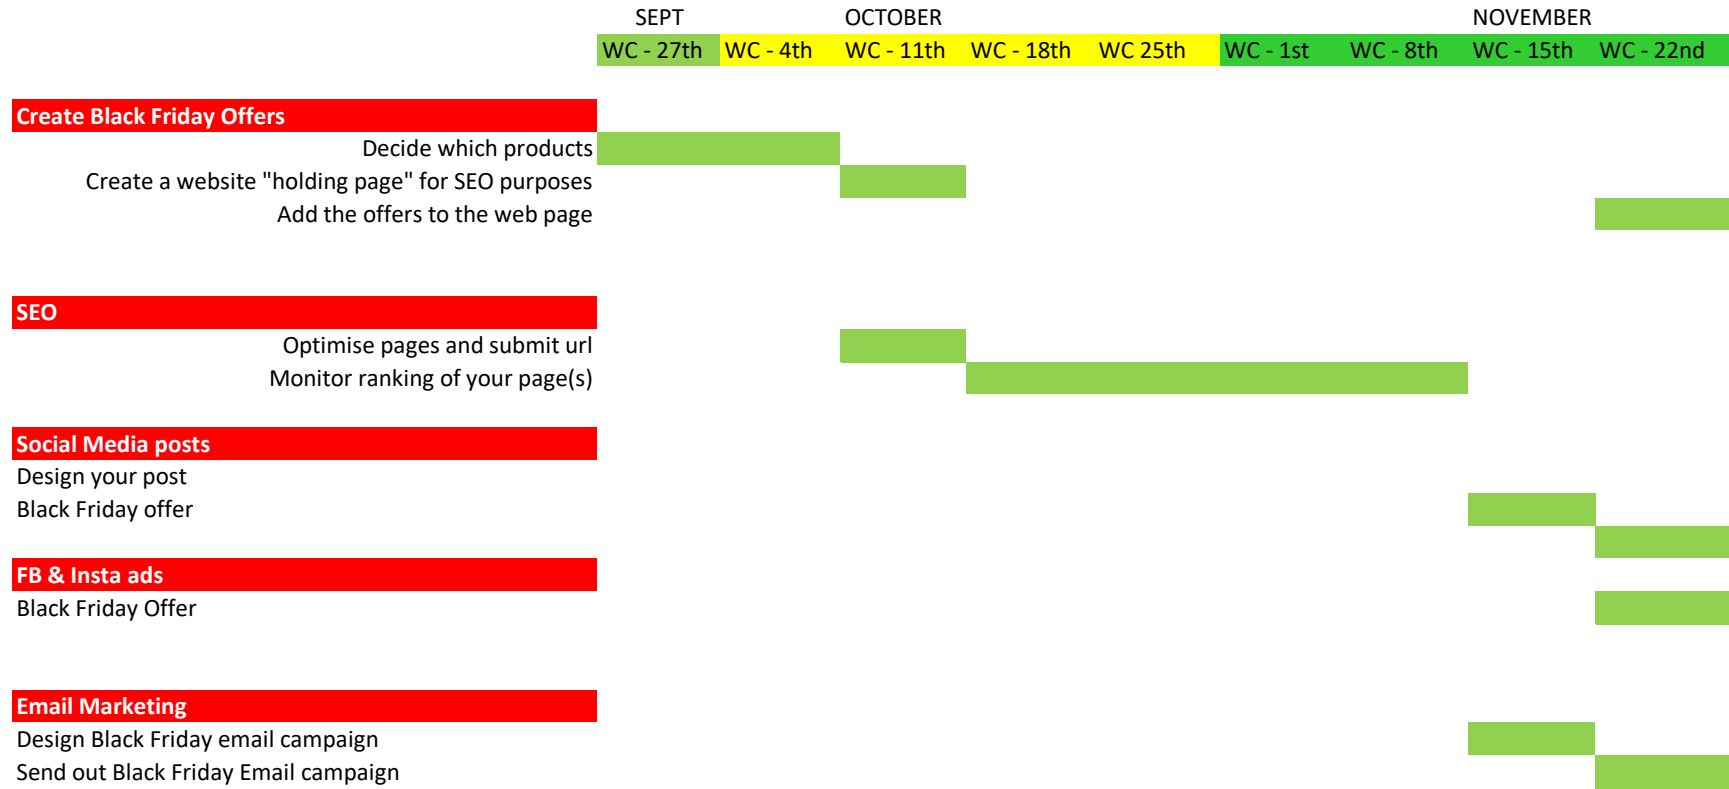 SEPT OCTOBER NOVEMBER
WC - 27th WC - 4th WC - 11th WC - 18th WC 25th WC - 1st WC - 8th WC - 15th WC - 22nd
Create Black Friday Offers
Decide which products
Create a website "holding page" for SEO purposes
Add the offers to the web page
SEO
Optimise pages and submit url
Monitor ranking of your page(s)
Social Media posts
Design your post
Black Friday offer
FB & Insta ads
Black Friday Offer
Email Marketing
Design Black Friday email campaign
Send out Black Friday Email campaign